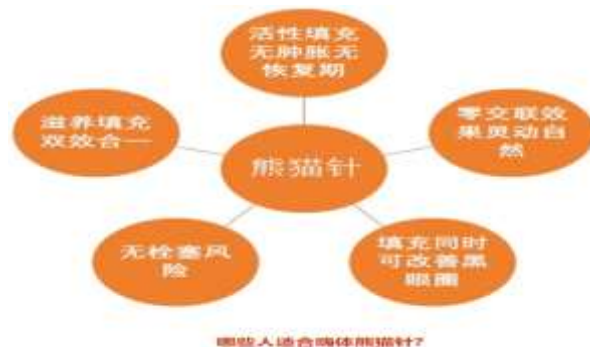 活性填充
无肿胀无
恢复期
滋养填充
双效合一
零交联效
果灵动自
然
熊猫针
无栓塞风
险
填充同时
可改善黑
眼圈
哪些人适合嗨体熊猫针?